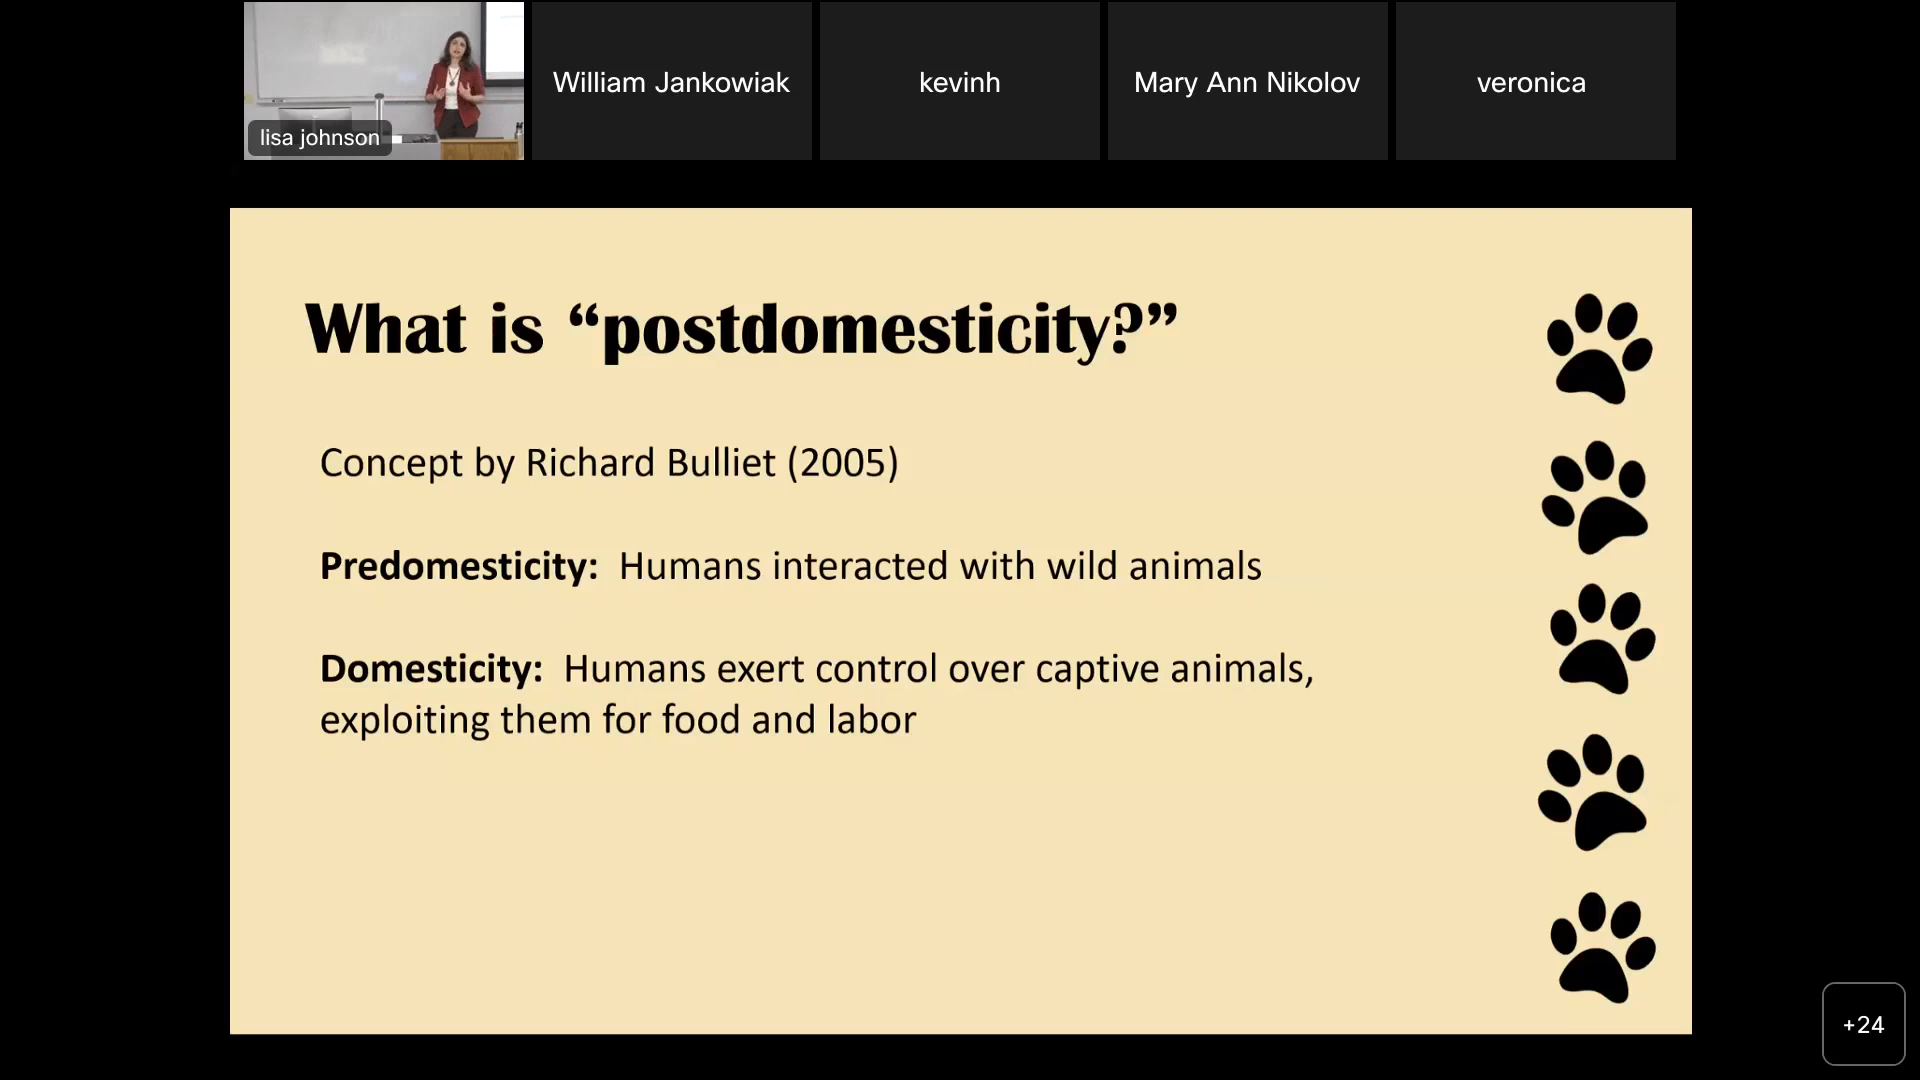 lisa johnson
William Jankowiak
kevinh
Mary Ann Nikolov
veronica
What is “postdomesticity?”
Concept by Richard Bulliet (2005)
Predomesticity: Humans interacted with wild animals
Domesticity: Humans exert control over captive animals,
exploiting them for food and labor
+24